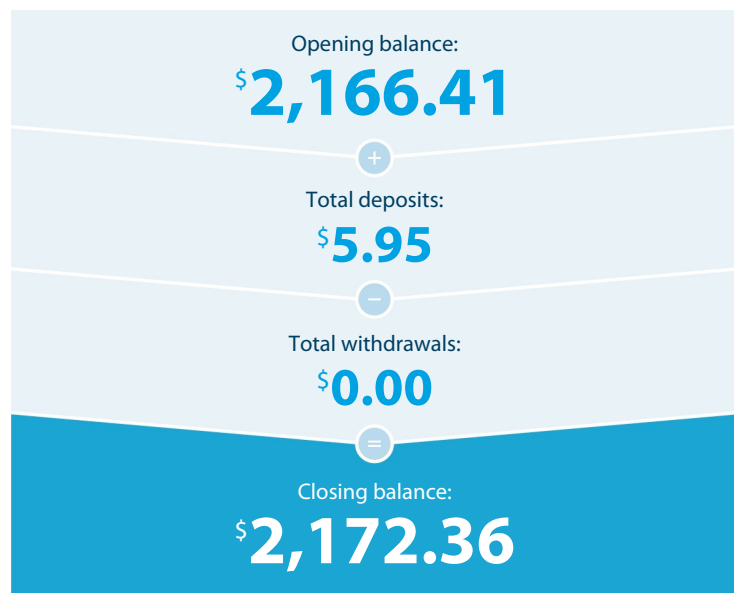 Opening balance:
$2,166.41
+
Total deposits:
$5.95
−
Total withdrawals:
$0.00
=
Closing balance:
$2,172.36